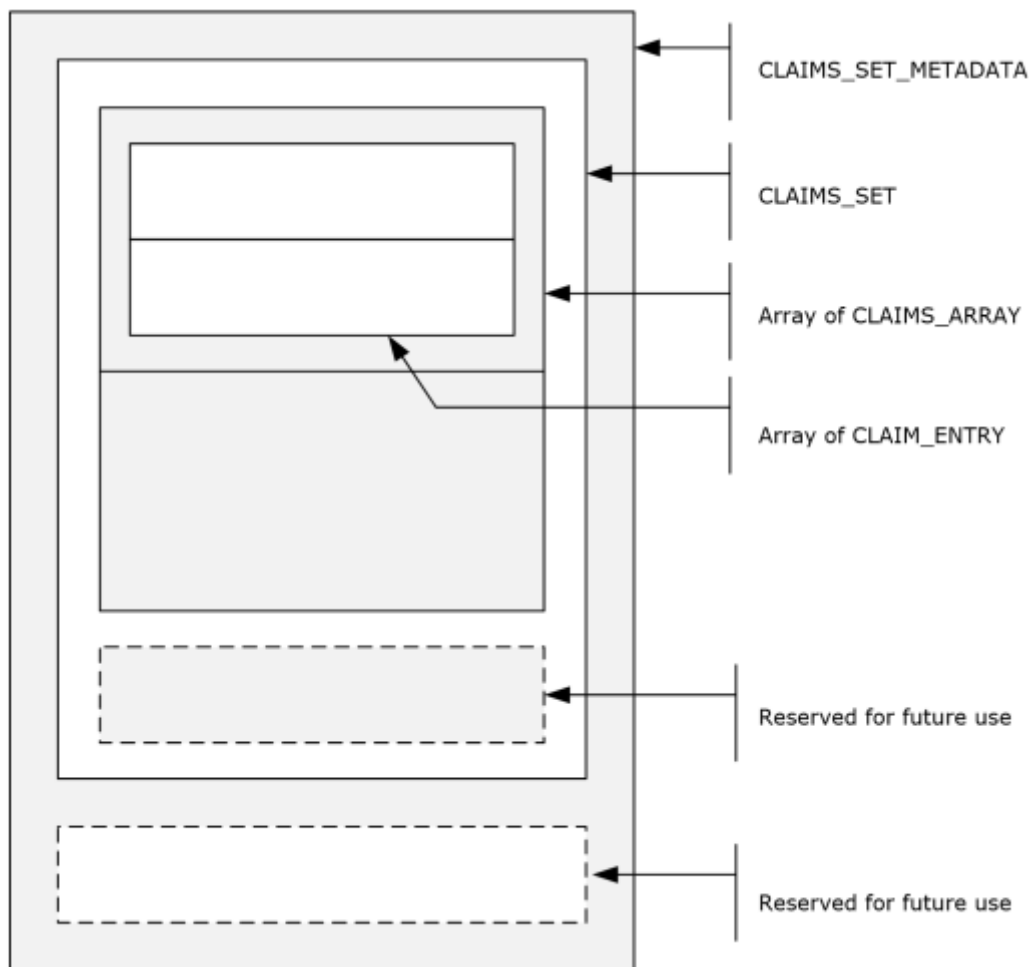 CLAIMS_SET_METADATA
CLAIMS_SET
Array of CLAIMS_ARRAY
Array of CLAIM_ENTRY
Reserved for future use
Reserved for future use